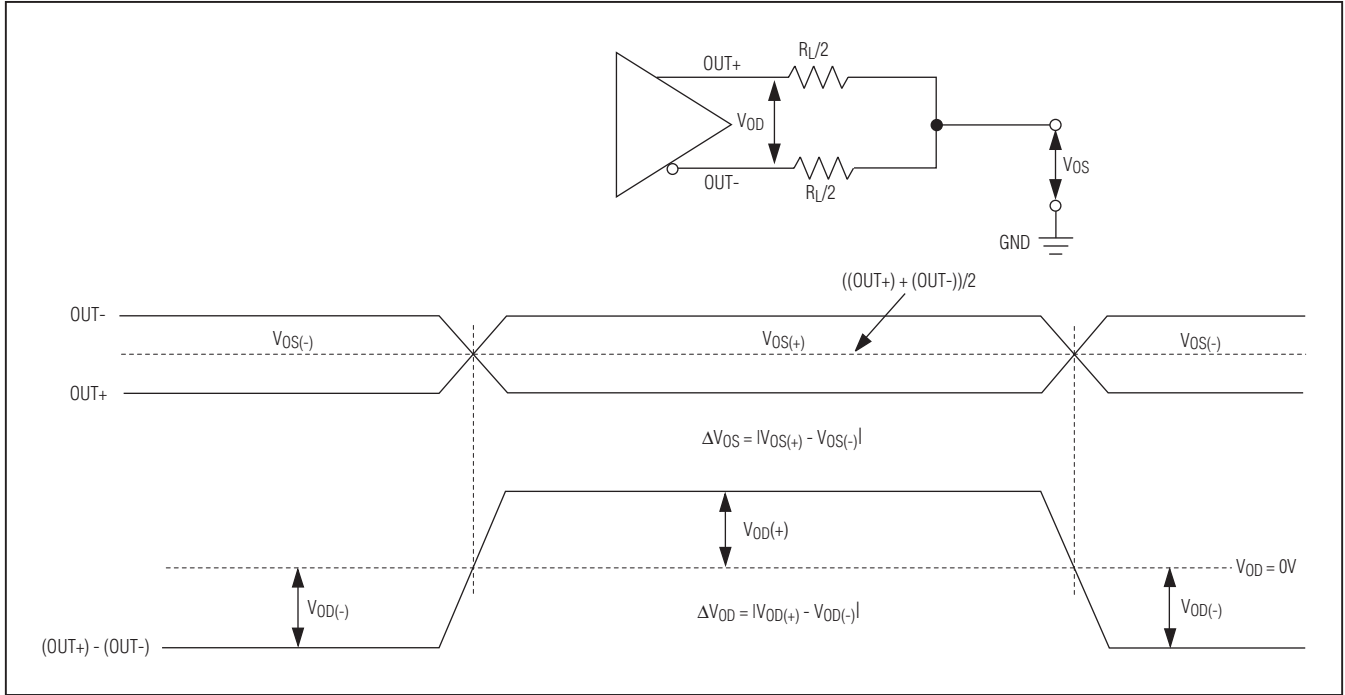 OUT+
RL/2
VOD
OUT-
RL/2
VOS
GND
((OUT+) + (OUT-))/2
OUT-
VOS(-)
VOS(+)
VOS(-)
OUT+
ΔVOS = |VOS(+) - VOS(-)|
VOD(+)
VOD = 0V
VOD(-)
ΔVOD = |VOD(+) - VOD(-)|
VOD(-)
(OUT+) - (OUT-)